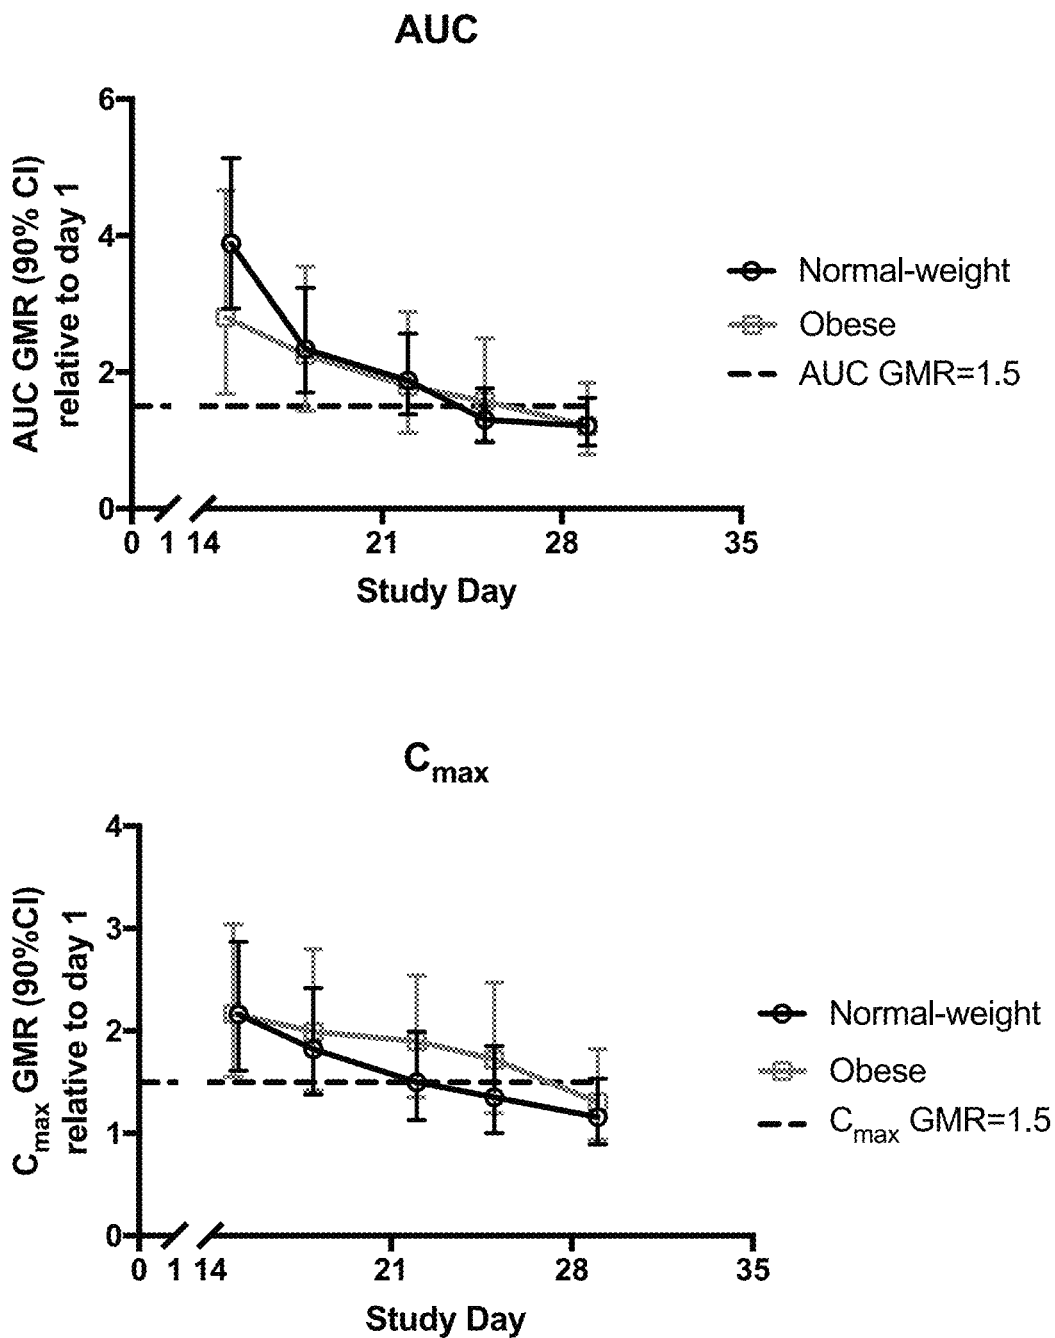 AUC
AUC GMR (90% CI)
relative to day 1
6
4
2
0
0 1 14 21 28 35
Study Day
Normal-weight
Obese
AUC GMR=1.5
Cmax
Cmax GMR (90%CI)
relative to day 1
4
3
2
1
0
0 1 14 21 28 35
Study Day
Normal-weight
Obese
Cmax GMR=1.5